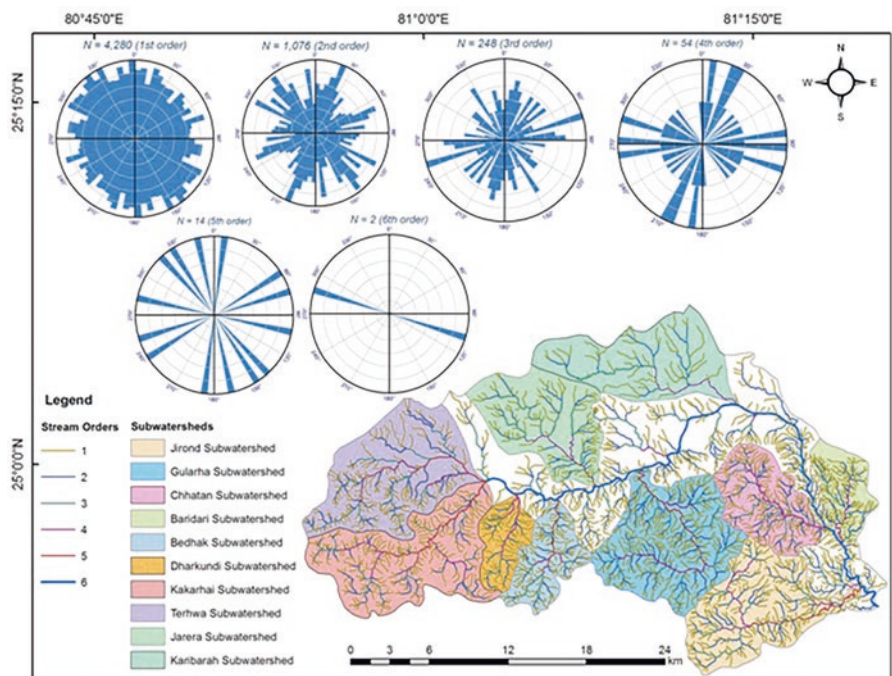 80°45'0"E 81°0'0"E 81°15'0"E
N = 4,280 (1st order) N = 1,076 (2nd order) N = 248 (3rd order) N = 54 (4th order)
N
W E
S
25°15'0"N
N = 14 (5th order) N = 2 (6th order)
25°0'0"N
Legend
Stream Orders Subwatersheds
1
2
3
4
5
6
Jirond Subwatershed
Gularha Subwatershed
Chhatan Subwatershed
Baridari Subwatershed
Bedhak Subwatershed
Dharkundi Subwatershed
Kakarhai Subwatershed
Terhwa Subwatershed
Jarera Subwatershed
Karibarah Subwatershed
0 3 6 12 18 24
km